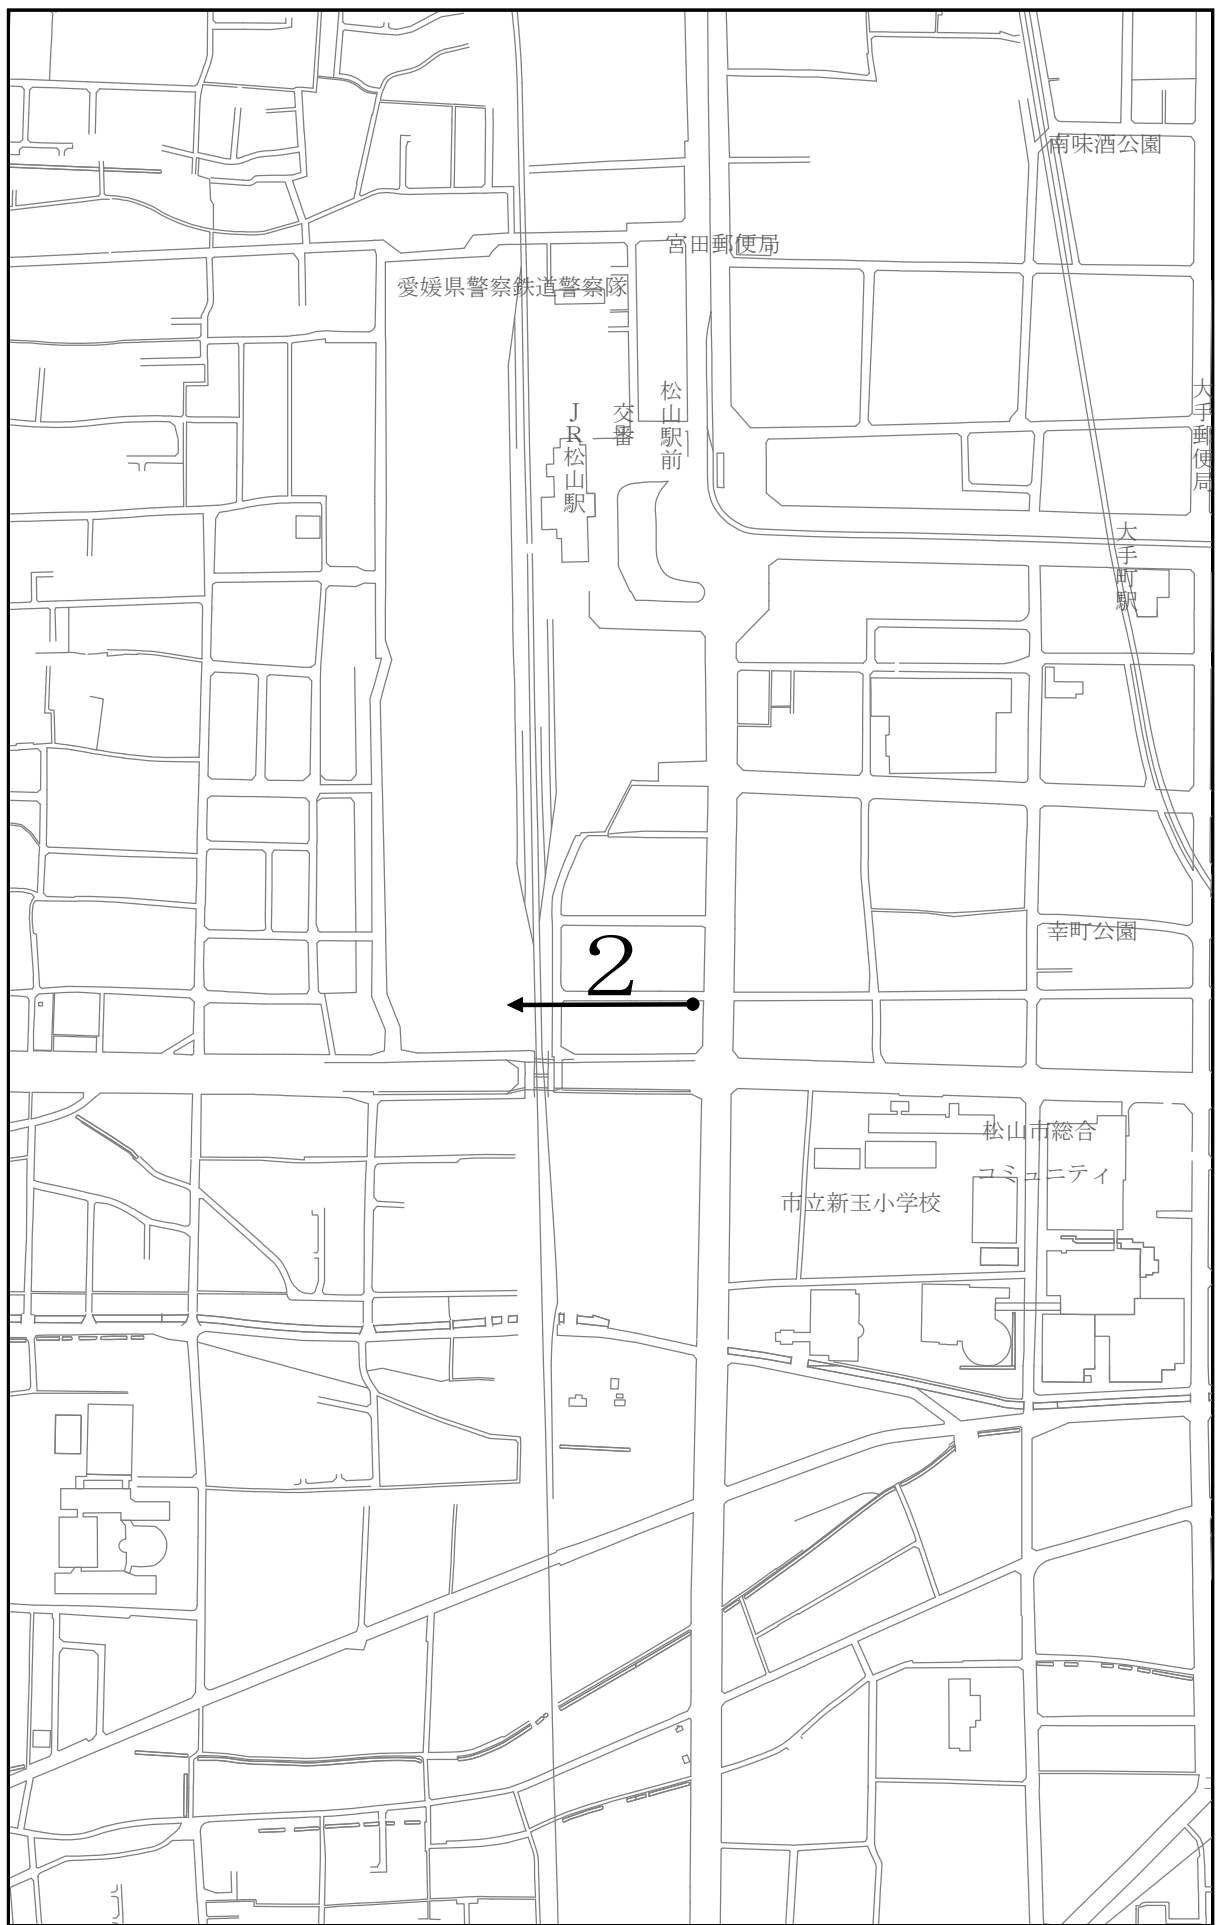 南味酒公園
宮田郵便局
愛媛県警察鉄道警察隊
松山駅前
交番
JR松山駅
大手郵便局
大手町駅
幸町公園
2
松山市総合
コミュニティ
市立新玉小学校